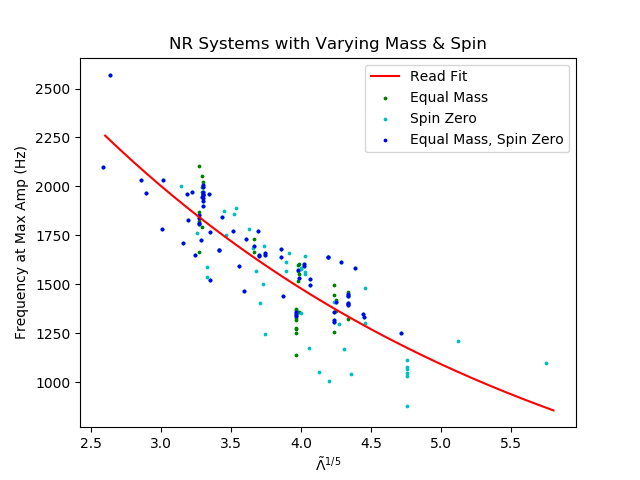 NR Systems with Varying Mass & Spin
Read Fit
Equal Mass
Spin Zero
Equal Mass, Spin Zero
Frequency at Max Amp (Hz)
2500
2250
2000
1750
1500
1250
1000
2.5 3.0 3.5 4.0 4.5 5.0 5.5
Λ̃^{1/5}